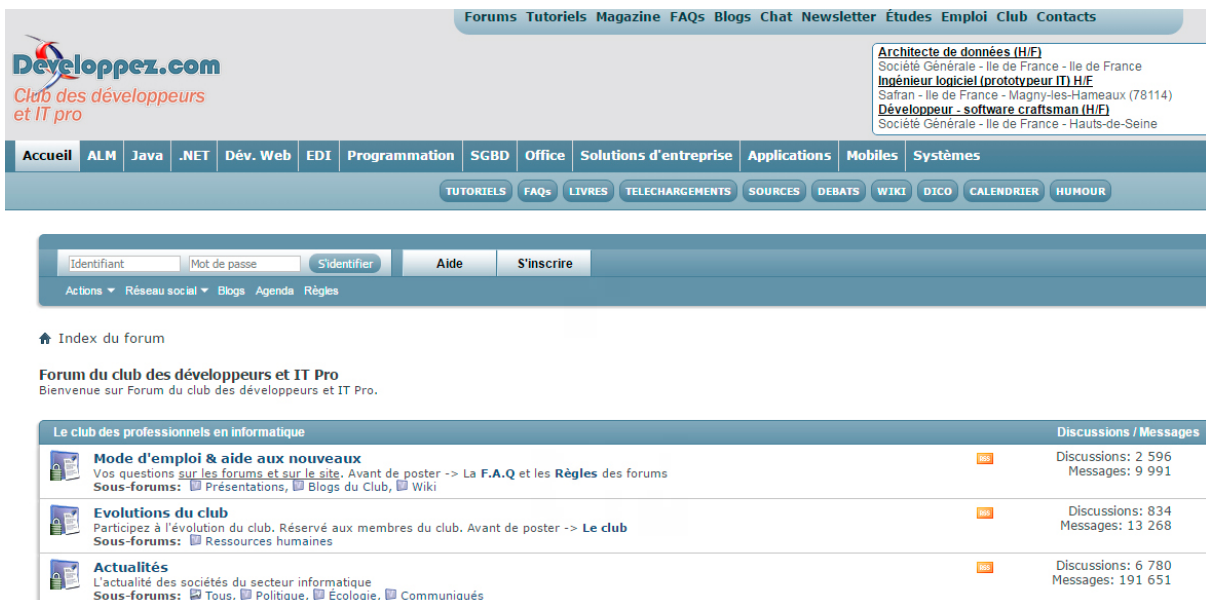 Forums Tutoriels Magazine FAQs Blogs Chat Newsletter Études Emploi Club Contacts
Developpez.com
Club des développeurs
et IT pro
Architecte de données (H/F)
Société Générale - Ile de France - Ile de France
Ingénieur logiciel (prototypeur IT) H/F
Safran - Ile de France - Magny-les-Hameaux (78114)
Développeur - software craftsman (H/F)
Société Générale - Ile de France - Hauts-de-Seine
Accueil ALM Java .NET Dév. Web EDI Programmation SGBD Office Solutions d'entreprise Applications Mobiles Systèmes
TUTORIELS FAQs LIVRES TELECHARGEMENTS SOURCES DEBATS WIKI DICO CALENDRIER HUMOUR
Identifiant Mot de passe S'identifier Aide S'inscrire
Actions Réseau social Blogs Agenda Règles
Index du forum
Forum du club des développeurs et IT Pro
Bienvenue sur Forum du club des développeurs et IT Pro.
Le club des professionnels en informatique Discussions / Messages
Mode d'emploi & aide aux nouveaux RSS Discussions: 2 596
Vos questions sur les forums et sur le site. Avant de poster -> La F.A.Q et les Règles des forums Messages: 9 991
Sous-forums: Présentations, Blogs du Club, Wiki
Evolutions du club RSS Discussions: 834
Participez à l'évolution du club. Réservé aux membres du club. Avant de poster -> Le club Messages: 13 268
Sous-forums: Ressources humaines
Actualités RSS Discussions: 6 780
L'actualité des sociétés du secteur informatique Messages: 191 651
Sous-forums: Tous, Politique, Écologie, Communiqués